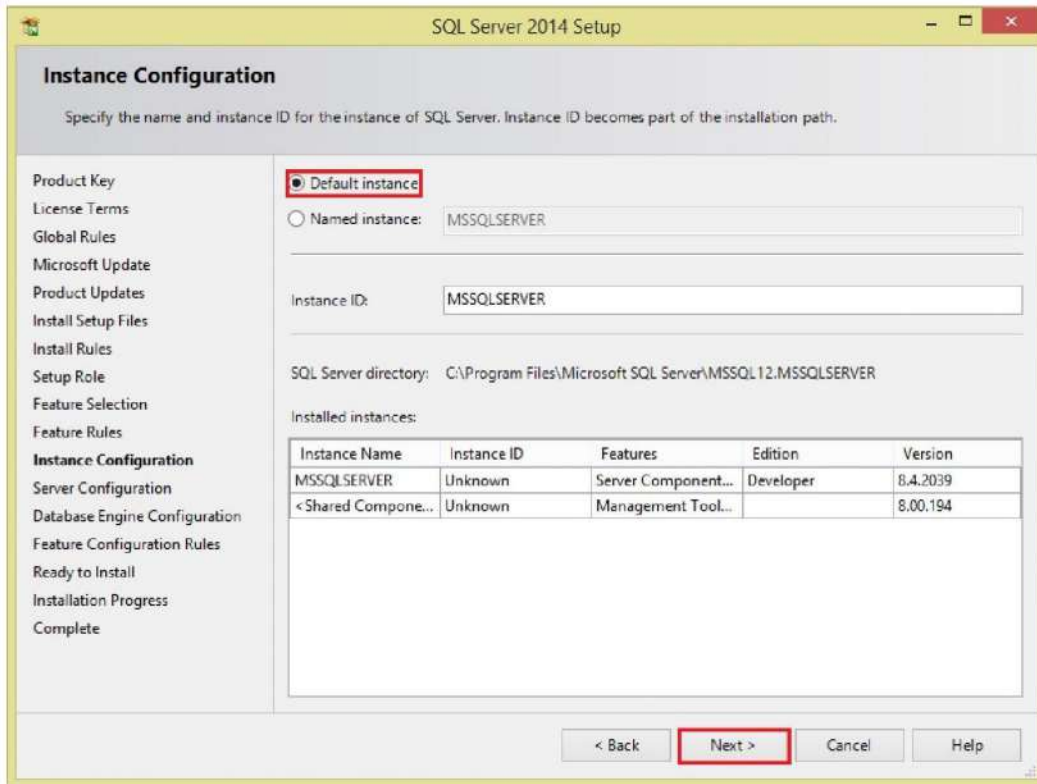 SQL Server 2014 Setup
Instance Configuration
Specify the name and instance ID for the instance of SQL Server. Instance ID becomes part of the installation path.
Product Key
License Terms
Global Rules
Microsoft Update
Product Updates
Install Setup Files
Install Rules
Setup Role
Feature Selection
Feature Rules
Instance Configuration
Server Configuration
Database Engine Configuration
Feature Configuration Rules
Ready to Install
Installation Progress
Complete
Default instance
Named instance: MSSQLSERVER
Instance ID: MSSQLSERVER
SQL Server directory: C:\Program Files\Microsoft SQL Server\MSSQL12.MSSQLSERVER
Installed instances:
Instance Name Instance ID Features Edition Version
MSSQLSERVER Unknown Server Component... Developer 8.4.2039
<Shared Compone... Unknown Management Tool... 8.00.194
< Back Next > Cancel Help